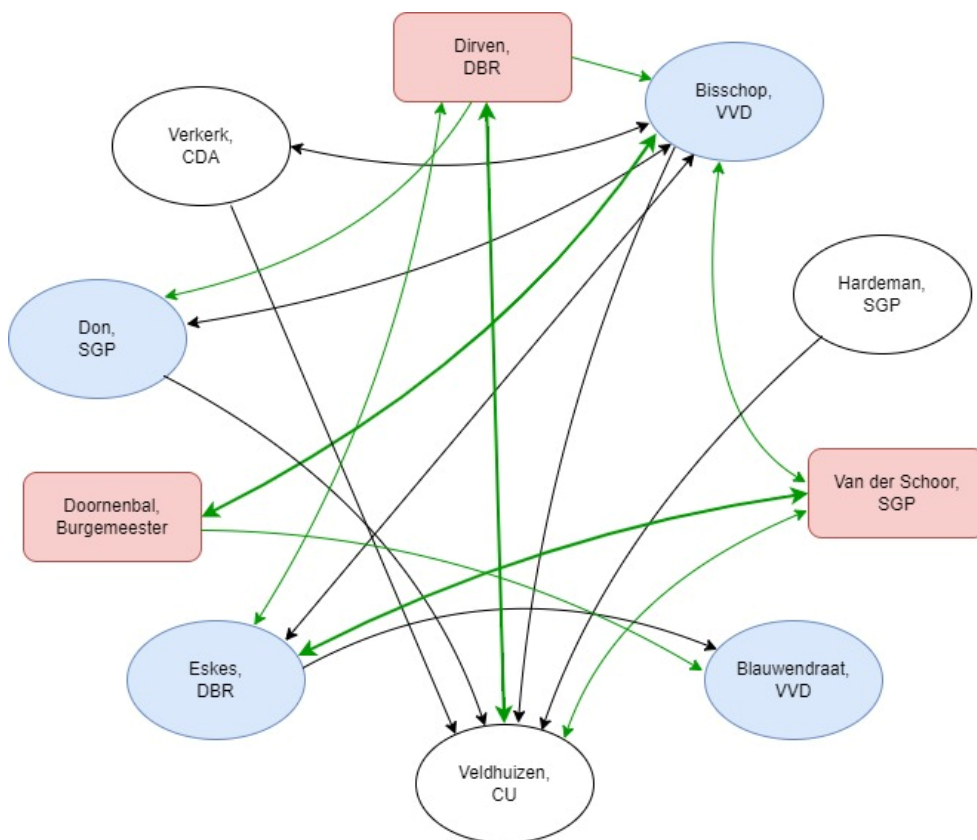 Dirven,
DBR
Bisschop,
VVD
Verkerk,
CDA
Hardeman,
SGP
Don,
SGP
Van der Schoor,
SGP
Doornenbal,
Burgemeester
Eskes,
DBR
Blauwendraat,
VVD
Veldhuizen,
CU